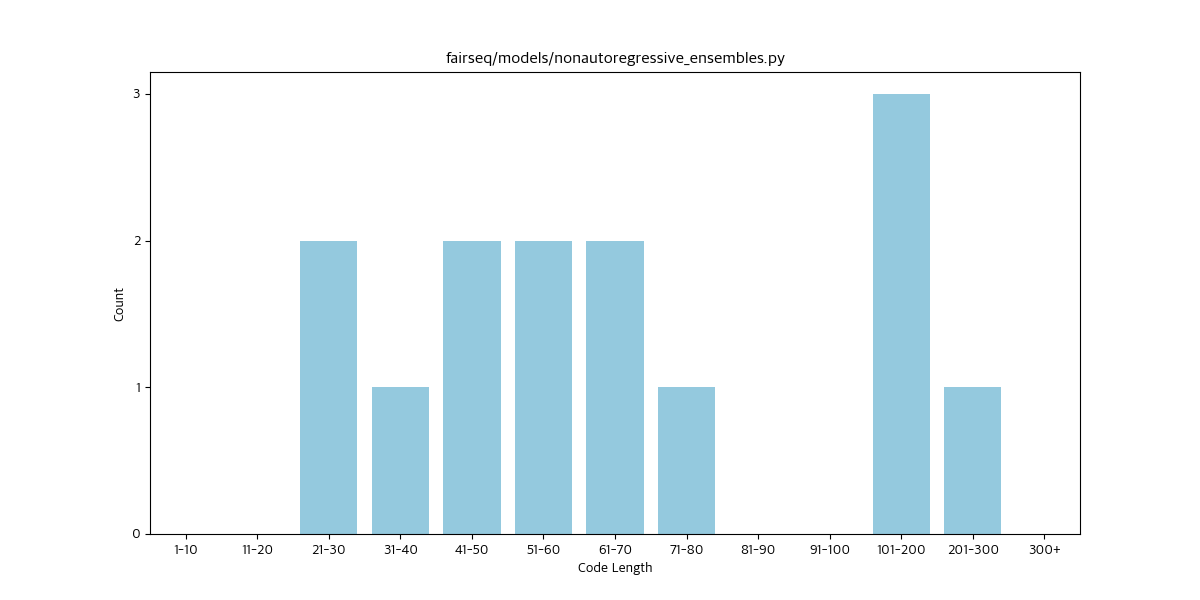 fairseq/models/nonautoregressive_ensembles.py
3
2
1
0
Count
1-10 11-20 21-30 31-40 41-50 51-60 61-70 71-80 81-90 91-100 101-200 201-300 300+
Code Length